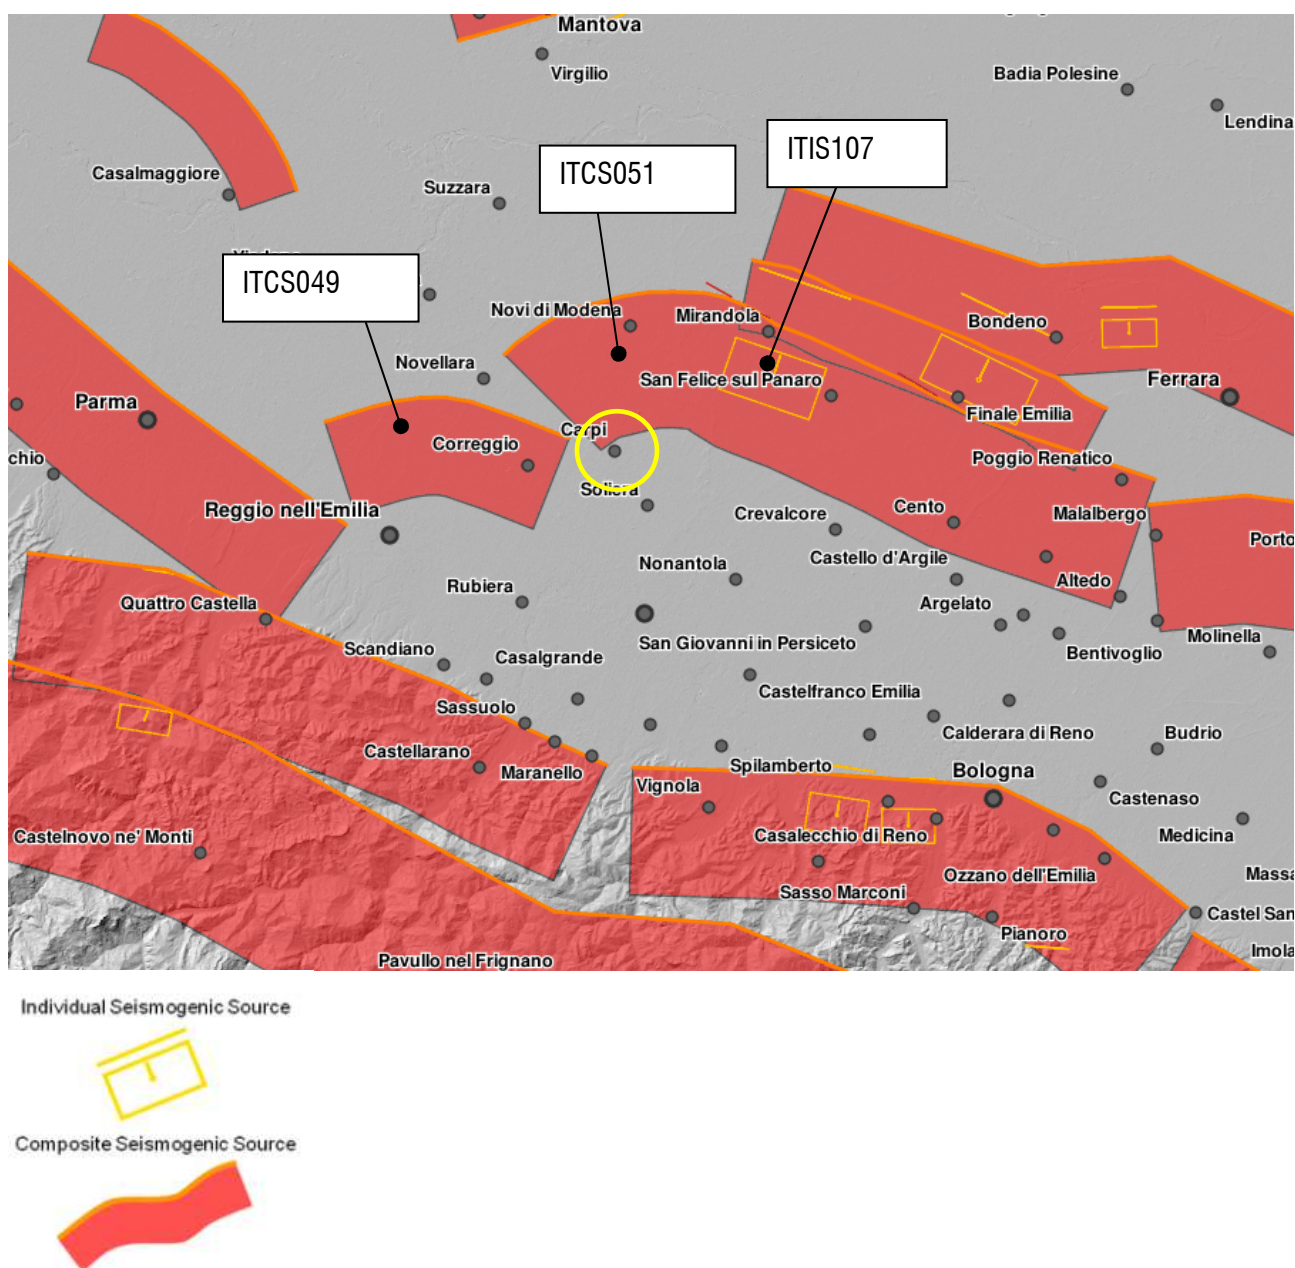 Mantova
Virgilio
Badia Polesine
Lendina
ITIS107
ITCS051
Casalmaggiore
Suzzara
ITCS049
Novi di Modena
Mirandola
Bondeno
Novellara
San Felice sul Panaro
Ferrara
Parma
Finale Emilia
Carpi
Correggio
chio
Poggio Renatico
Soliera
Reggio nell'Emilia
Crevalcore
Cento
Malalbergo
Porto
Nonantola
Castello d'Argile
Rubiera
Altedo
Quattro Castella
Argelato
Scandiano
San Giovanni in Persiceto
Molinella
Casalgrande
Bentivoglio
Castelfranco Emilia
Sassuolo
Calderara di Reno
Budrio
Castellarano
Spilamberto
Maranello
Bologna
Vignola
Castenaso
Castelnovo ne' Monti
Casalecchio di Reno
Medicina
Ozzano dell'Emilia
Massa
Sasso Marconi
Castel San
Pianoro
Imola
Pavullo nel Frignano
Individual Seismogenic Source
Composite Seismogenic Source